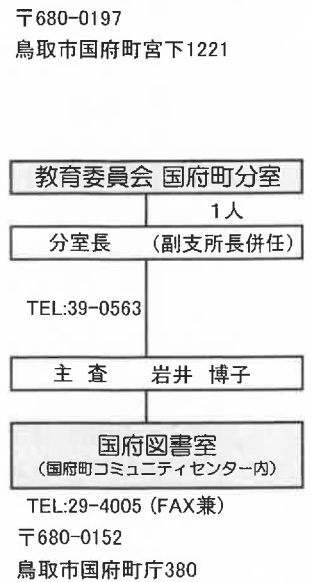 〒680-0197
鳥取市国府町宮下1221
教育委員会 国府町分室
1人
分室長 （副支所長併任）
TEL:39-0563
主 査 岩井 博子
国府図書室
（国府町コミュニティセンター内）
TEL:29-4005 (FAX兼)
〒680-0152
鳥取市国府町庁380